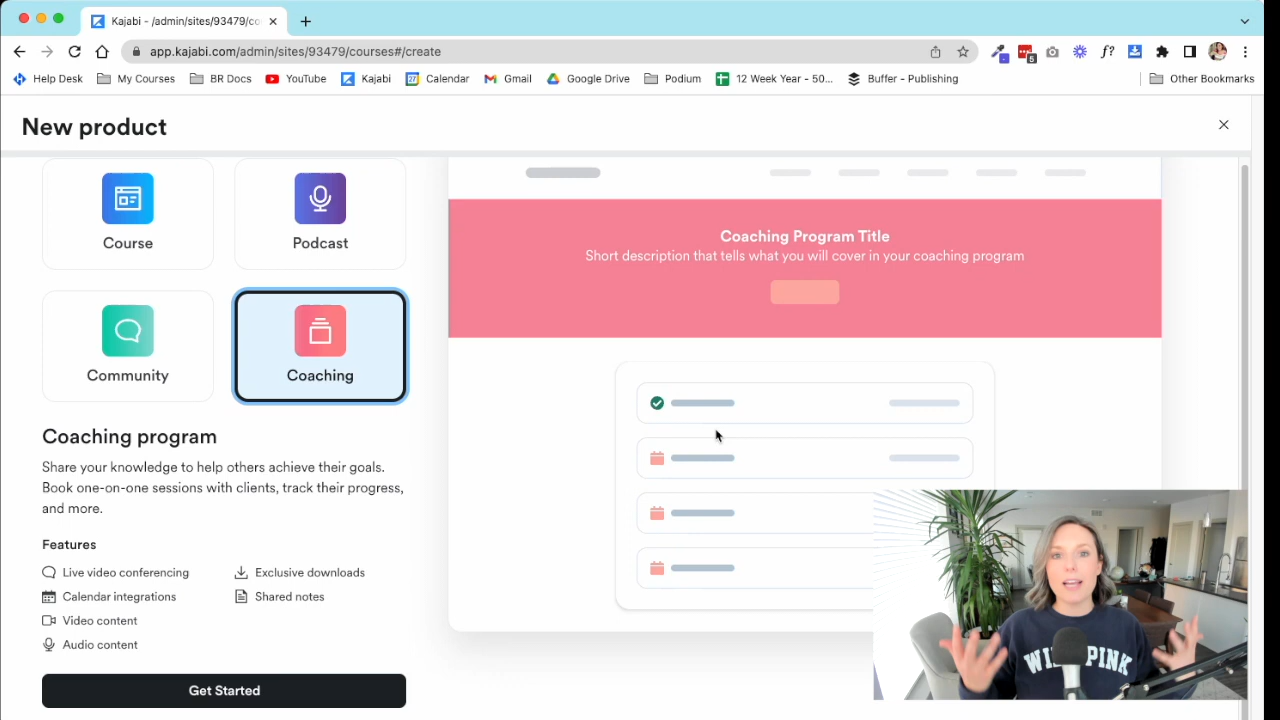 Kajabi - /admin/sites/93479/co
app.kajabi.com/admin/sites/93479/courses#/create
5
f?
Help Desk
My Courses
BR Docs
YouTube
Kajabi
27
Calendar
Gmail
Google Drive
Podium
12 Week Year - 50...
Buffer - Publishing
Other Bookmarks
New product
Course
Podcast
Community
Coaching
Coaching program
Share your knowledge to help others achieve their goals.
Book one-on-one sessions with clients, track their progress,
and more.
Features
Live video conferencing
Exclusive downloads
Calendar integrations
Shared notes
Video content
Audio content
Get Started
Coaching Program Title
Short description that tells what you will cover in your coaching program
PINK